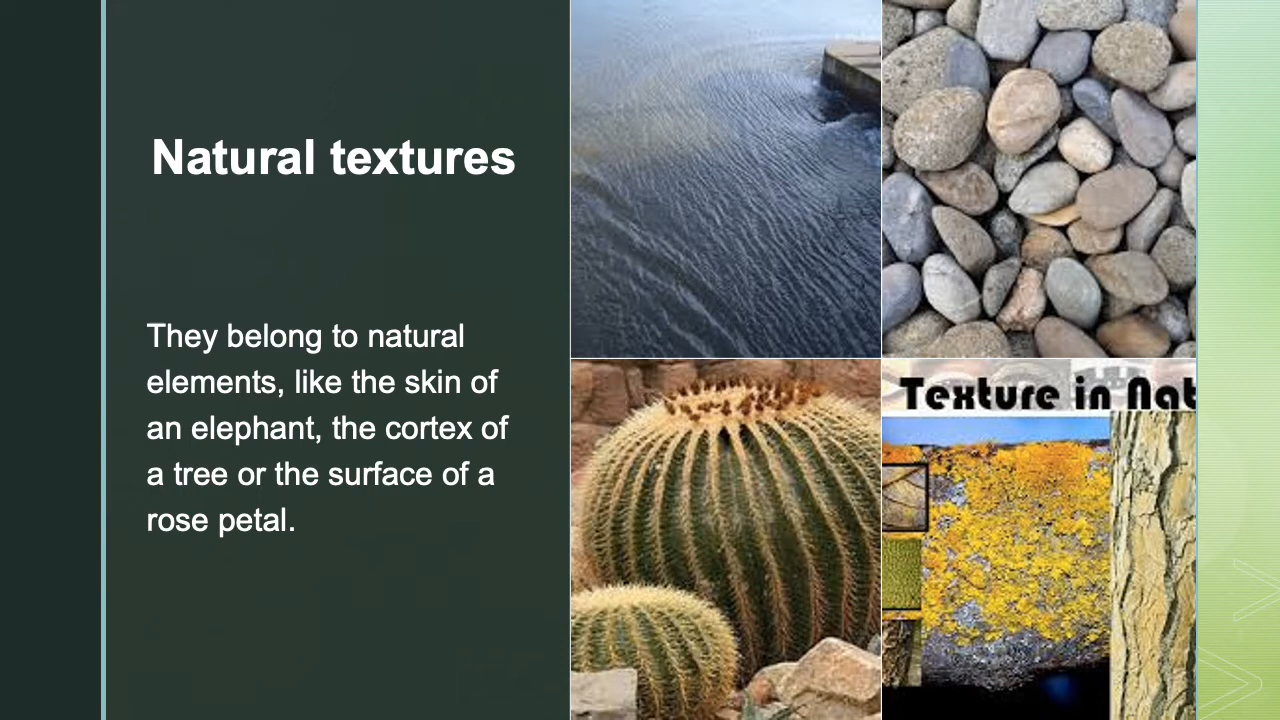 Natural textures
They belong to natural
elements, like the skin of
an elephant, the cortex of
a tree or the surface of a
rose petal.
Texture in Nat